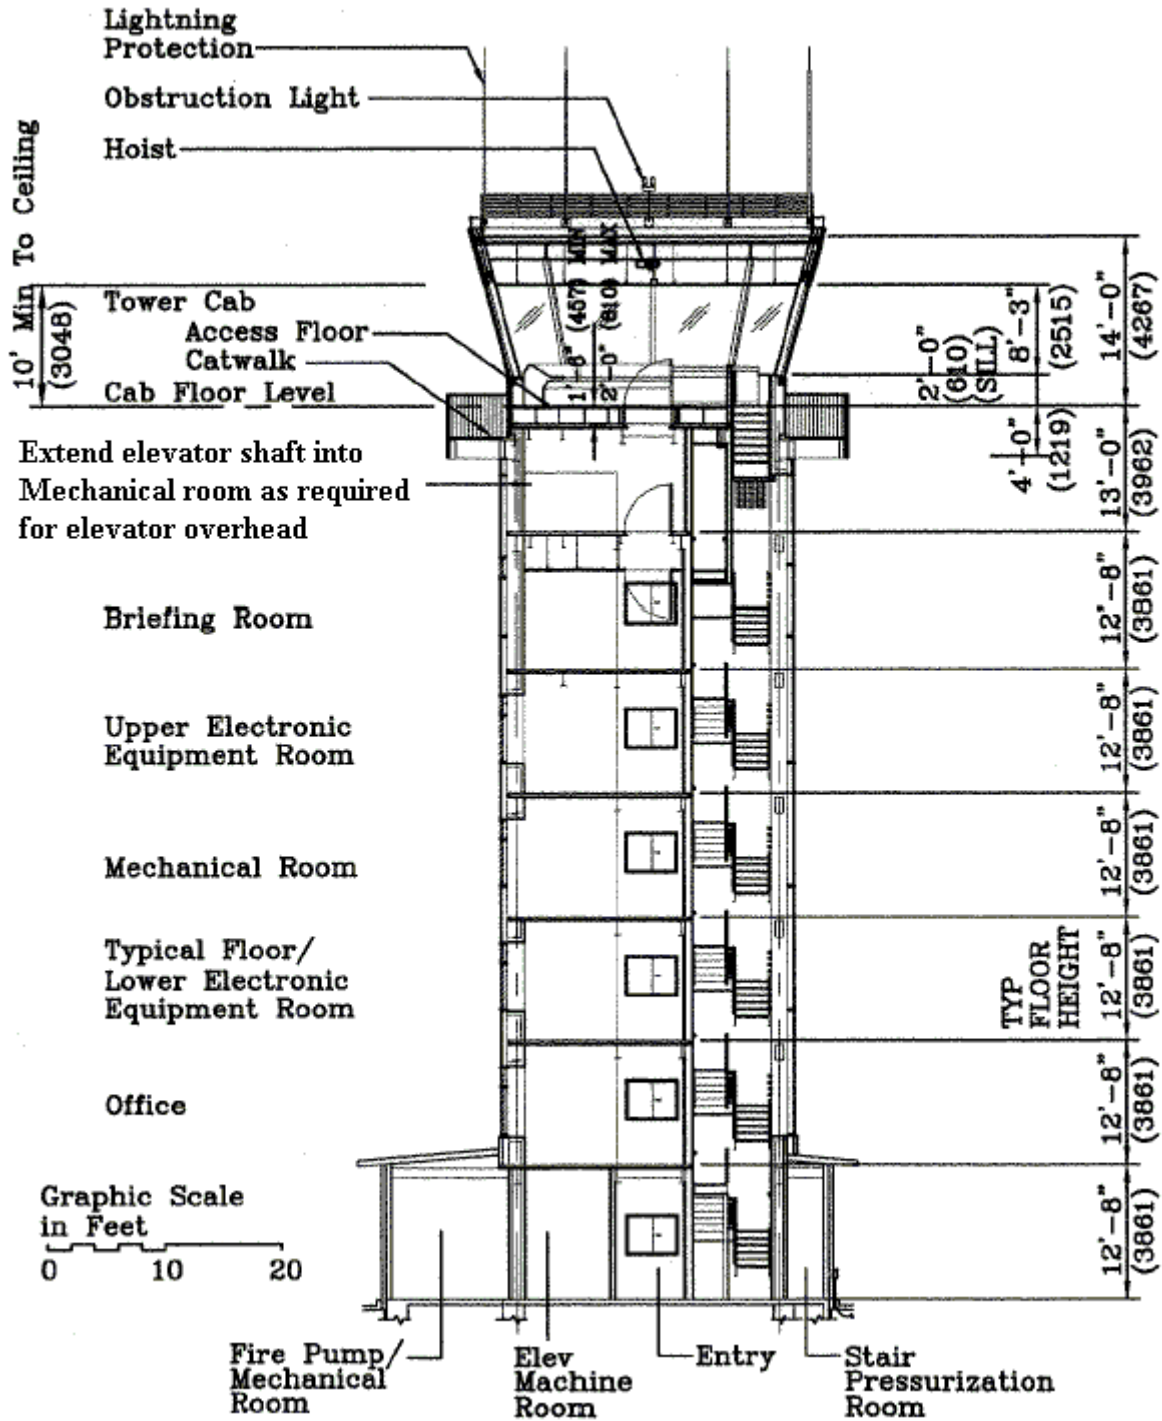 Lightning
Protection
Obstruction Light
Hoist
10' Min To Ceiling
(3048)
Tower Cab
Access Floor
Catwalk
Cab Floor Level
1'-6" (457) MIN
2'-0" (610) MAX
14'-0"
(4267)
8'-3"
(2515)
2'-0"
(610)
(SILL)
4'-0"
(1219)
13'-0"
(3962)
Extend elevator shaft into
Mechanical room as required
for elevator overhead
Briefing Room
12'-8"
(3861)
Upper Electronic
Equipment Room
12'-8"
(3861)
Mechanical Room
12'-8"
(3861)
Typical Floor/
Lower Electronic
Equipment Room
TYP
FLOOR
HEIGHT
12'-8"
(3861)
Office
12'-8"
(3861)
12'-8"
(3861)
Graphic Scale
in Feet
0 10 20
Fire Pump/
Mechanical
Room
Elev
Machine
Room
Entry
Stair
Pressurization
Room